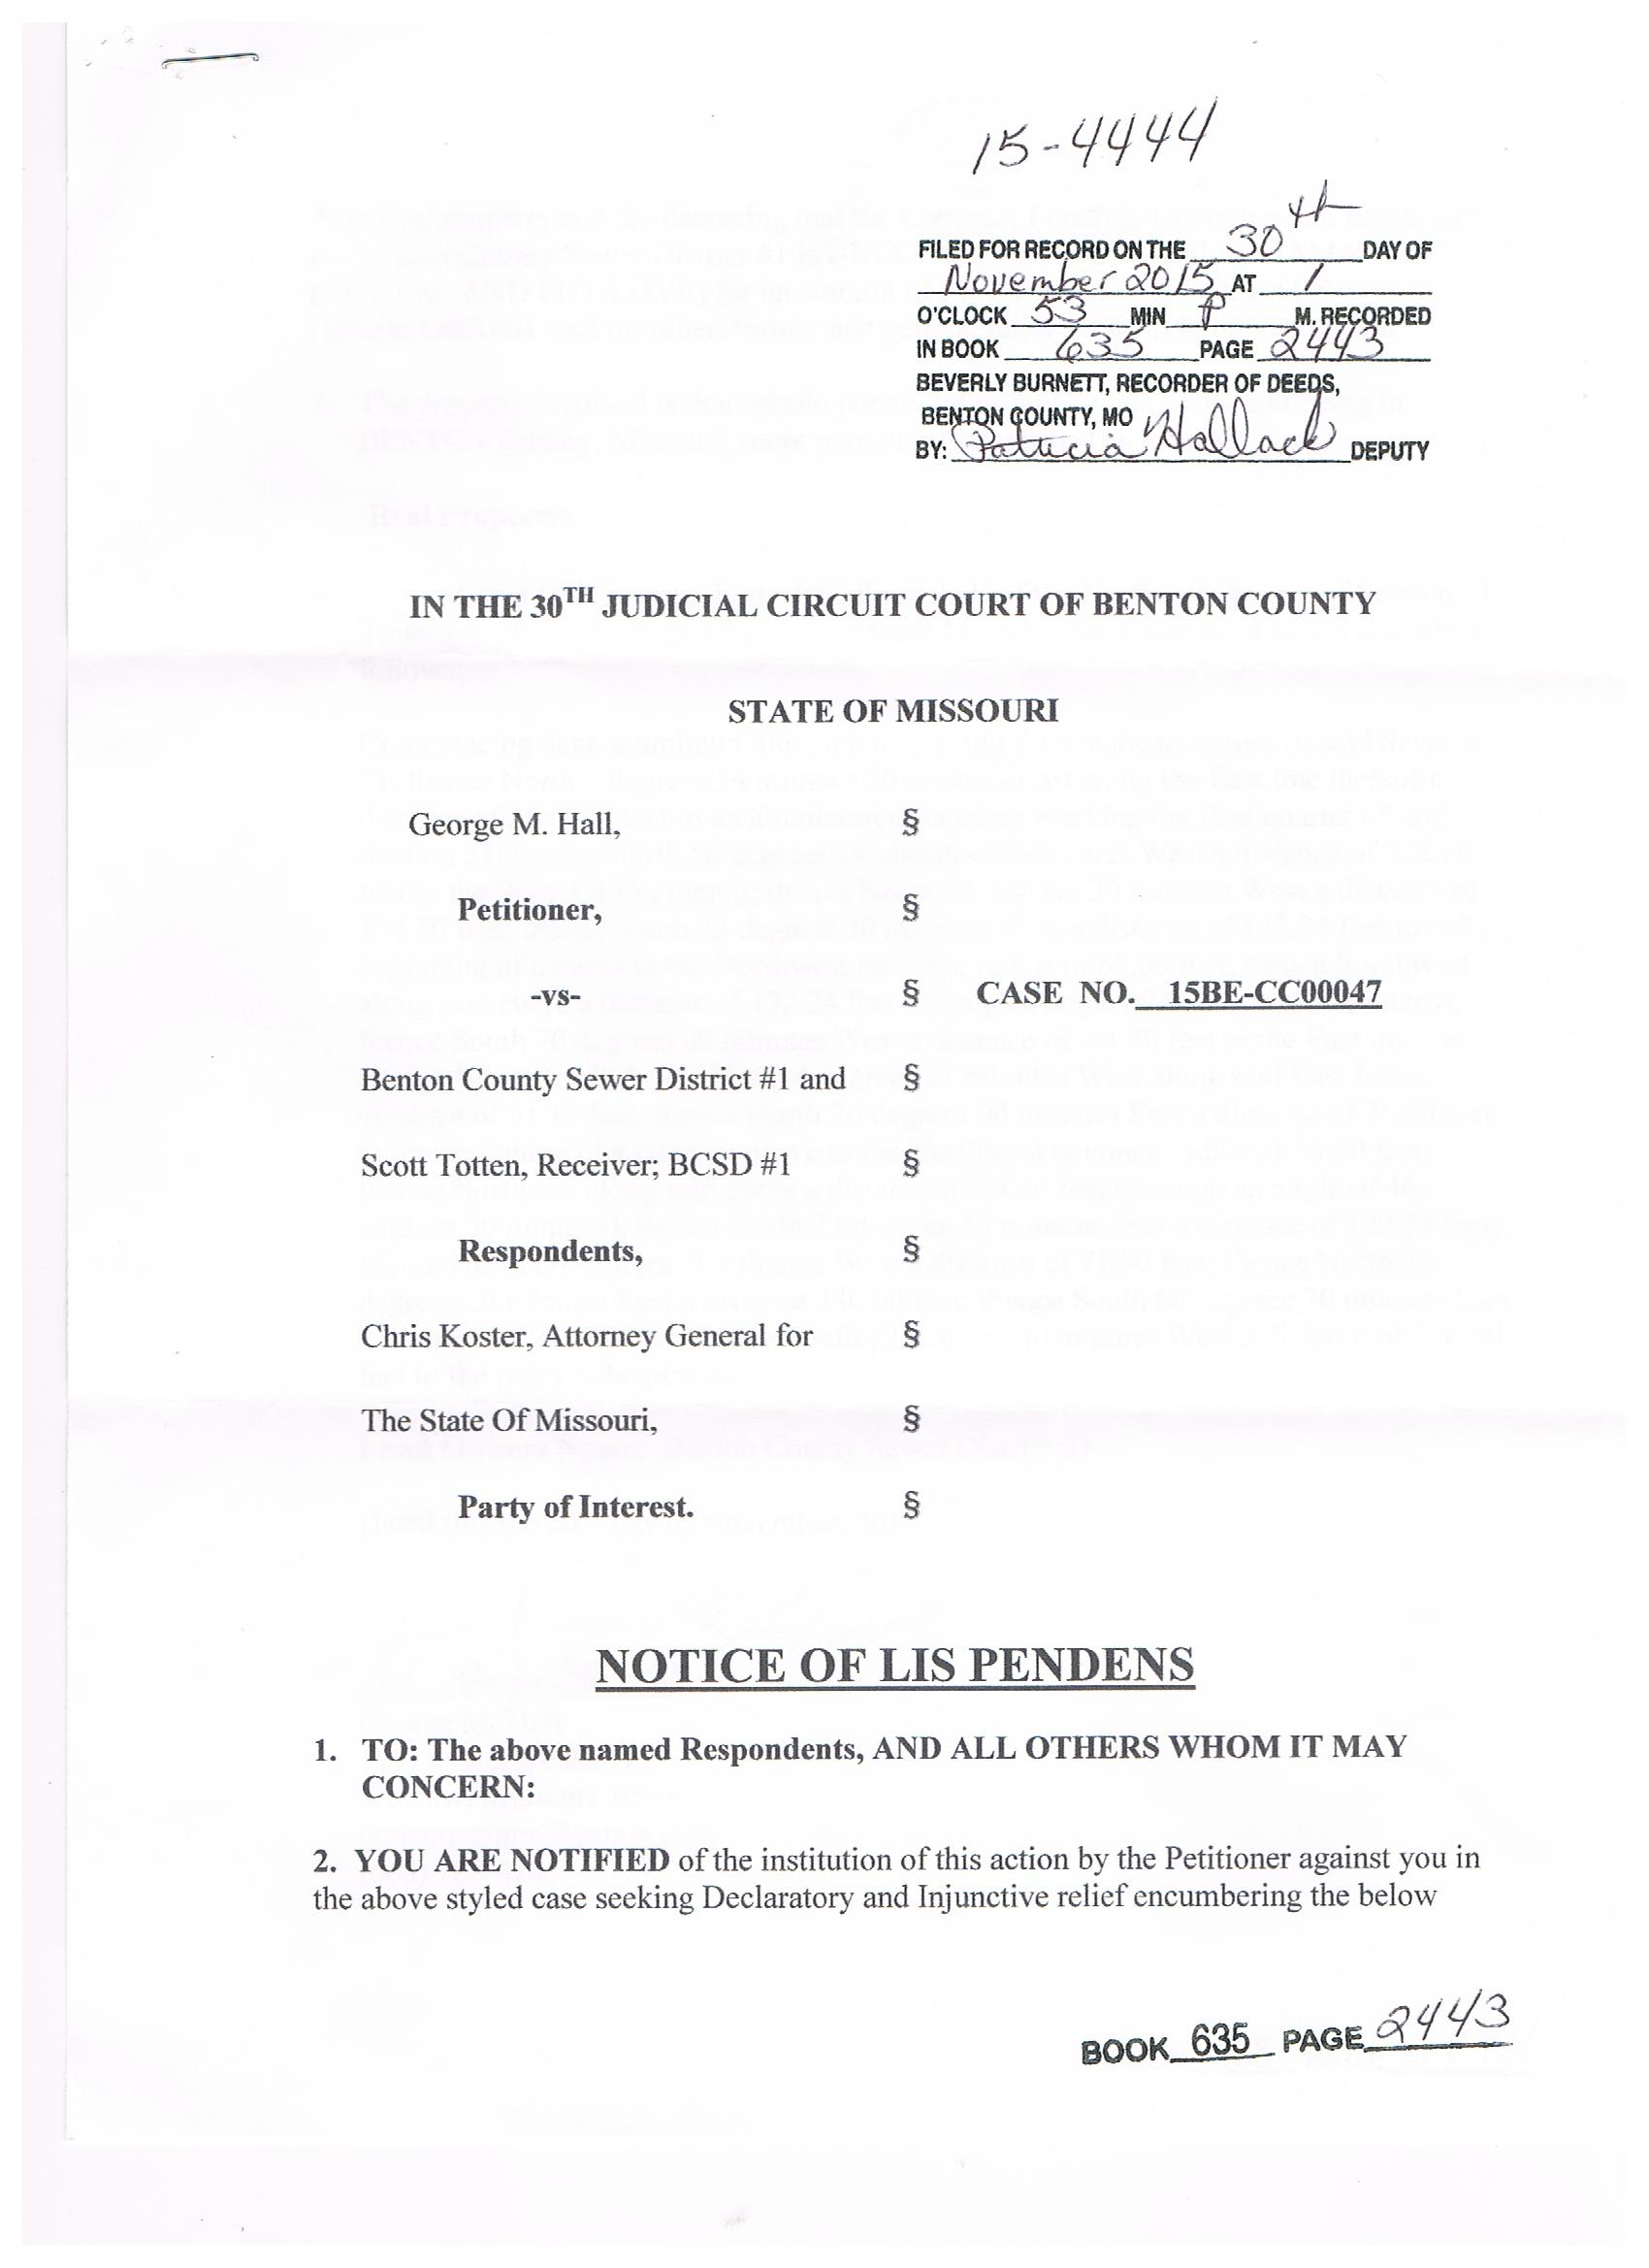 15-4444
FILED FOR RECORD ON THE 30th DAY OF
November 2015 AT 1
O'CLOCK 53 MIN P M. RECORDED
IN BOOK 635 PAGE 2443
BEVERLY BURNETT, RECORDER OF DEEDS,
BENTON COUNTY, MO
BY: Patricia Hallack DEPUTY
IN THE 30TH JUDICIAL CIRCUIT COURT OF BENTON COUNTY
STATE OF MISSOURI
George M. Hall, §
Petitioner, §
-vs- § CASE NO. 15BE-CC00047
Benton County Sewer District #1 and §
Scott Totten, Receiver; BCSD #1 §
Respondents, §
Chris Koster, Attorney General for §
The State Of Missouri, §
Party of Interest. §
NOTICE OF LIS PENDENS
1. TO: The above named Respondents, AND ALL OTHERS WHOM IT MAY
CONCERN:
2. YOU ARE NOTIFIED of the institution of this action by the Petitioner against you in
the above styled case seeking Declaratory and Injunctive relief encumbering the below
BOOK 635 PAGE 2443